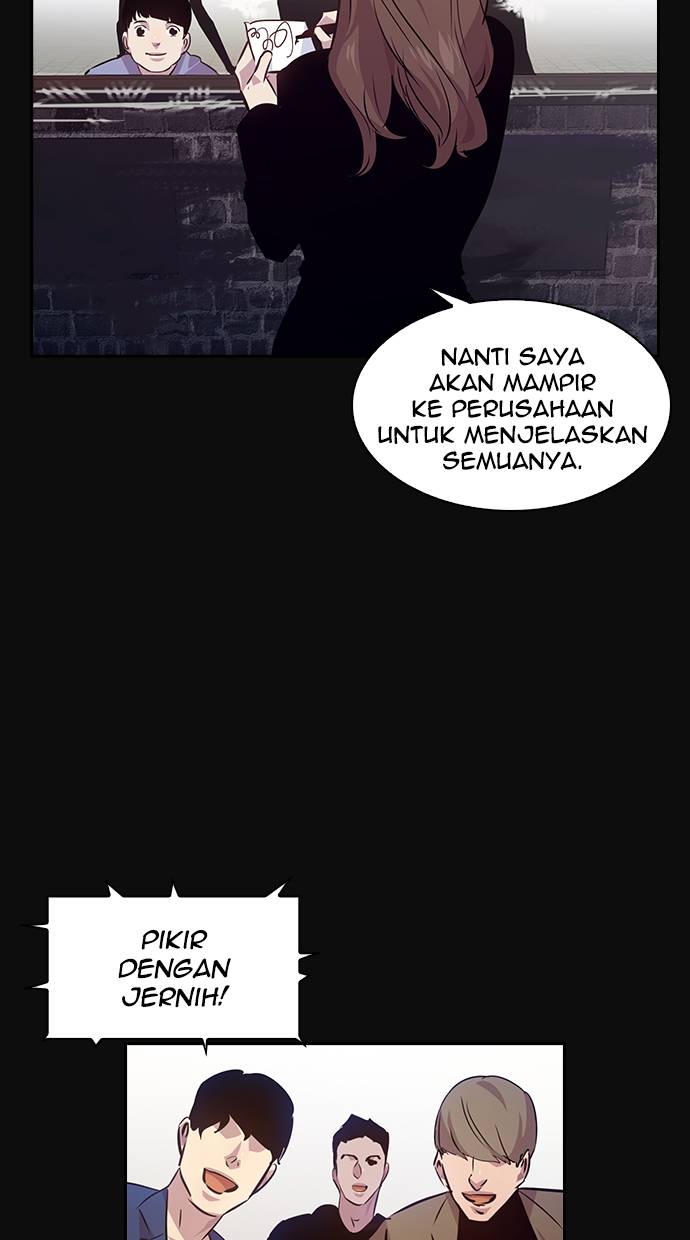 NANTI SAYA
AKAN MAMPIR
KE PERUSAHAAN
UNTUK MENJELASKAN
SEMUANYA.
PIKIR
DENGAN
JERNIH!